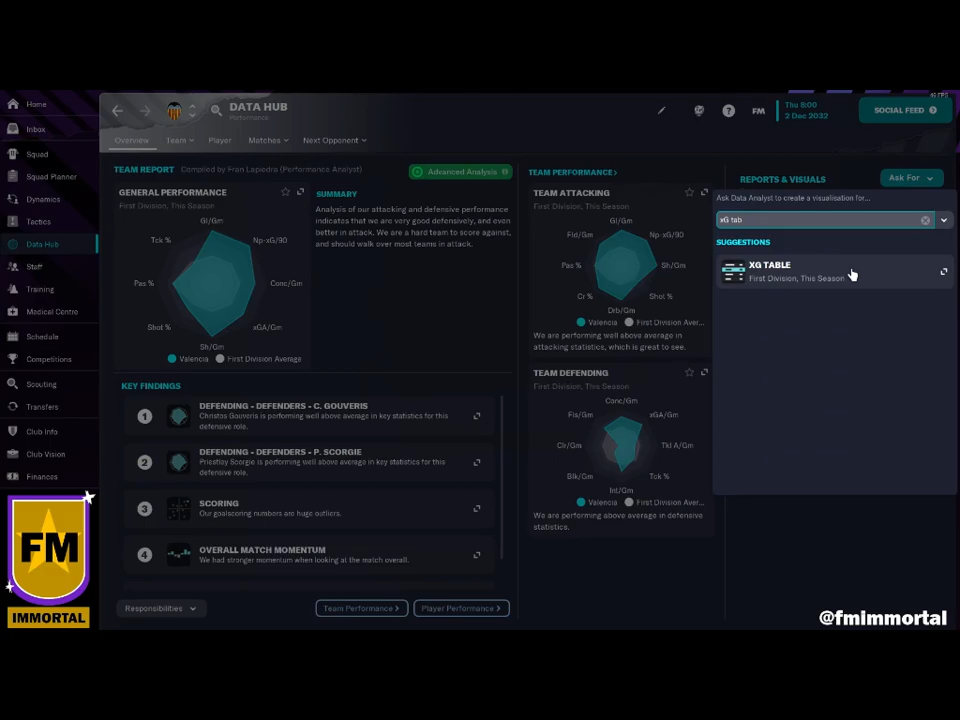 Home
Inbox
Squad
Squad Planner
Dynamics
Tactics
Data Hub
Staff
Training
Medical Centre
Schedule
Competitions
Scouting
Transfers
Club Info
Club Vision
Finances
FM
IMMORTAL
DATA HUB
Performance
FM
Thu 8:00
2 Dec 2032
SOCIAL FEED
Overview
Team
Player
Matches
Next Opponent
TEAM REPORT Compiled by Fran Lapiedra (Performance Analyst)
Advanced Analysis
GENERAL PERFORMANCE
First Division, This Season
Gl/Gm
Tck %
Np-xG/90
Pas %
Conc/Gm
Shot %
xGA/Gm
Sh/Gm
Valencia
First Division Average
SUMMARY
Analysis of our attacking and defensive performance
indicates that we are very good defensively, and even
better in attack. We are a hard team to score against,
and should walk over most teams in attack.
KEY FINDINGS
1
DEFENDING - DEFENDERS - C. GOUVERIS
Christos Gouveris is performing well above average in key statistics for this
defensive role.
2
DEFENDING - DEFENDERS - P. SCORGIE
Priestley Scorgie is performing well above average in key statistics for this
defensive role.
3
SCORING
Our goalscoring numbers are huge outliers.
4
OVERALL MATCH MOMENTUM
We had stronger momentum when looking at the match overall.
Responsibilities
Team Performance >
Player Performance >
TEAM PERFORMANCE>
TEAM ATTACKING
First Division, This Season
Gl/Gm
Fld/Gm
Np-xG/90
Pas %
Sh/Gm
Cr %
Shot %
Drb/Gm
Valencia
First Division Aver...
We are performing well above average in
attacking statistics, which is great to see.
TEAM DEFENDING
First Division, This Season
Conc/Gm
Fls/Gm
xGA/Gm
Clr/Gm
Tkl A/Gm
Blk/Gm
Tck %
Int/Gm
Valencia
First Division Aver...
We are performing above average in defensive
statistics.
REPORTS & VISUALS
Ask For
Ask Data Analyst to create a visualisation for...
xG tab
SUGGESTIONS
XG TABLE
First Division, This Season
@fmimmortal